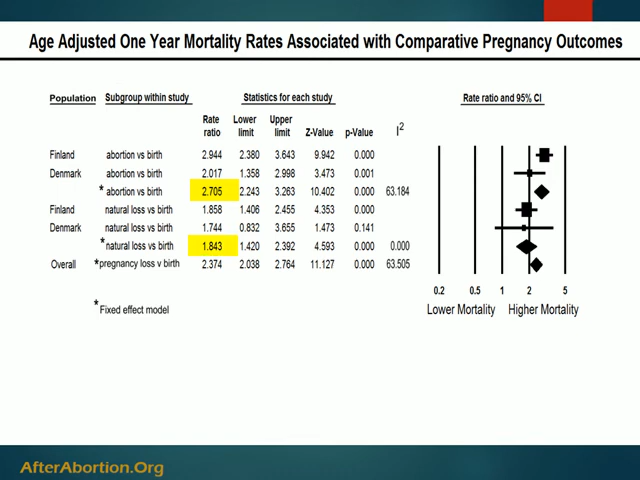 Age Adjusted One Year Mortality Rates Associated with Comparative Pregnancy Outcomes
Population Subgroup within study Statistics for each study Rate ratio and 95% CI
Rate ratio Lower limit Upper limit Z-Value p-Value I2
Finland abortion vs birth 2.944 2.380 3.643 9.942 0.000
Denmark abortion vs birth 2.017 1.358 2.998 3.473 0.001
* abortion vs birth 2.705 2.243 3.263 10.402 0.000 63.184
Finland natural loss vs birth 1.858 1.406 2.455 4.353 0.000
Denmark natural loss vs birth 1.744 0.832 3.655 1.473 0.141
* natural loss vs birth 1.843 1.420 2.392 4.593 0.000 0.000
Overall *pregnancy loss v birth 2.374 2.038 2.764 11.127 0.000 63.505
0.2 0.5 1 2 5
Lower Mortality Higher Mortality
*Fixed effect model
AfterAbortion.Org